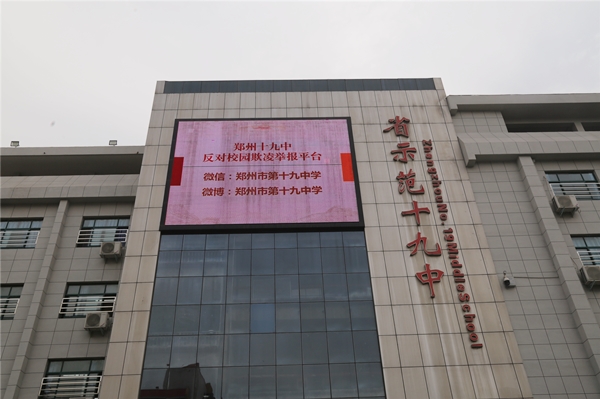 郑州十九中
反对校园欺凌举报平台
微信：郑州市第十九中学
微博：郑州市第十九中学
省示范十九中
ZhengzhouNo.19MiddleSchool